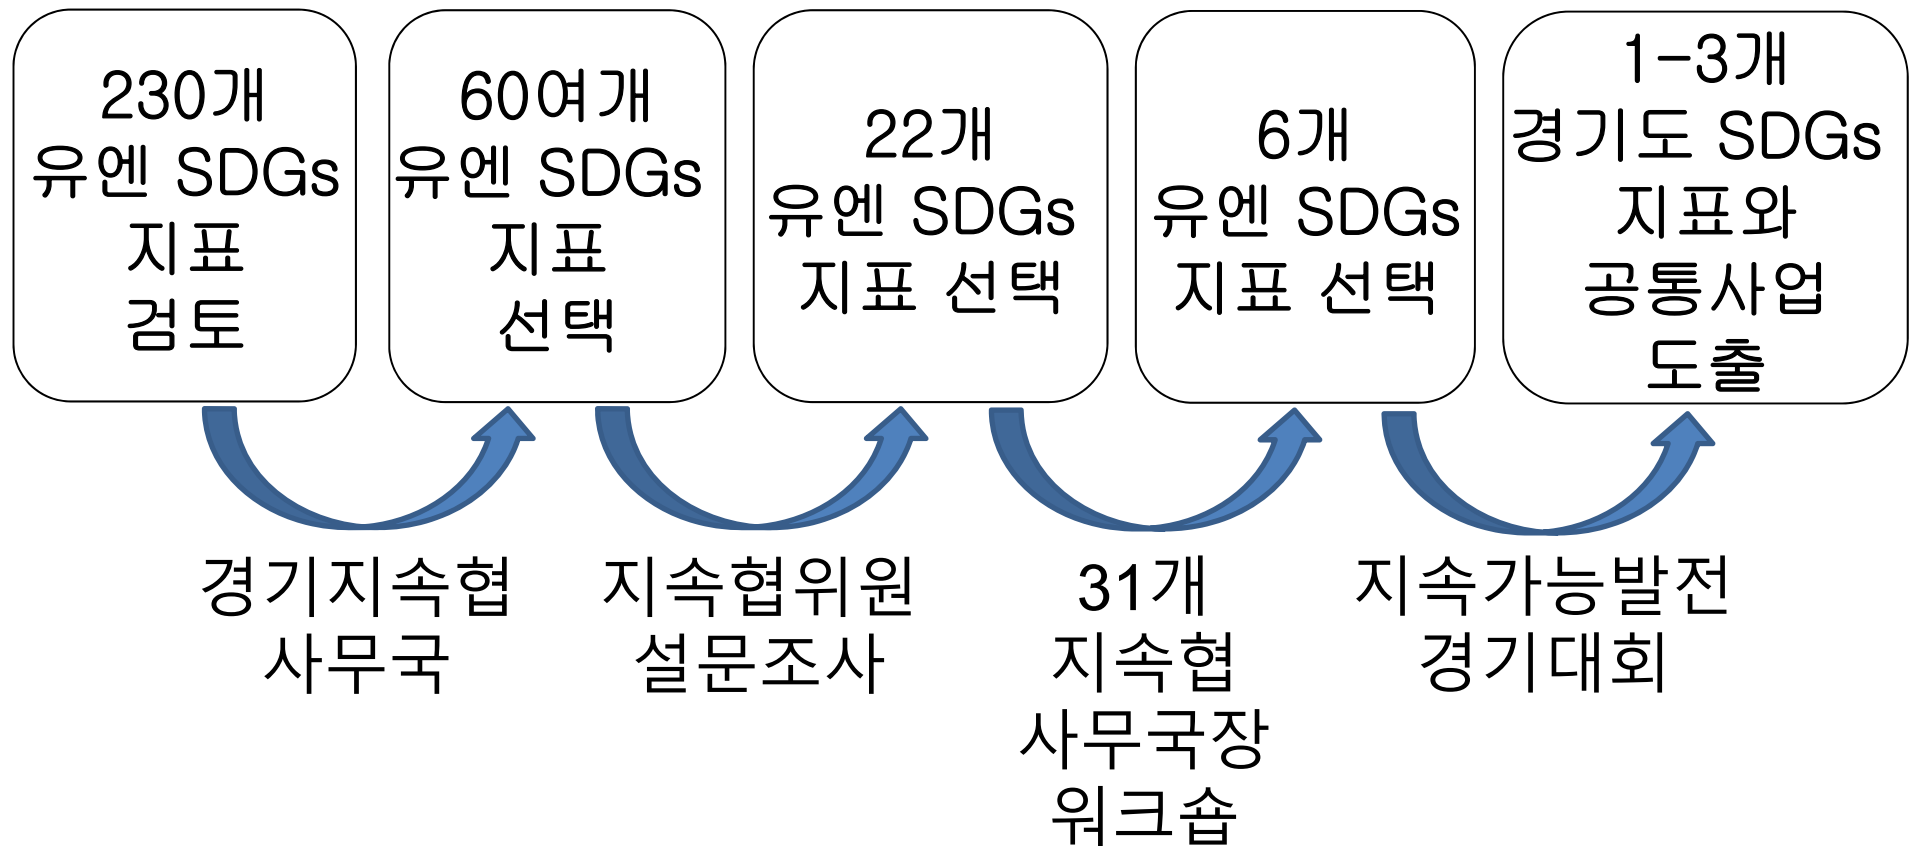 230개
유엔 SDGs
지표
검토
60여개
유엔 SDGs
지표
선택
22개
유엔 SDGs
지표 선택
6개
유엔 SDGs
지표 선택
1-3개
경기도 SDGs
지표와
공통사업
도출
경기지속협
사무국
지속협위원
설문조사
31개
지속협
사무국장
워크숍
지속가능발전
경기대회